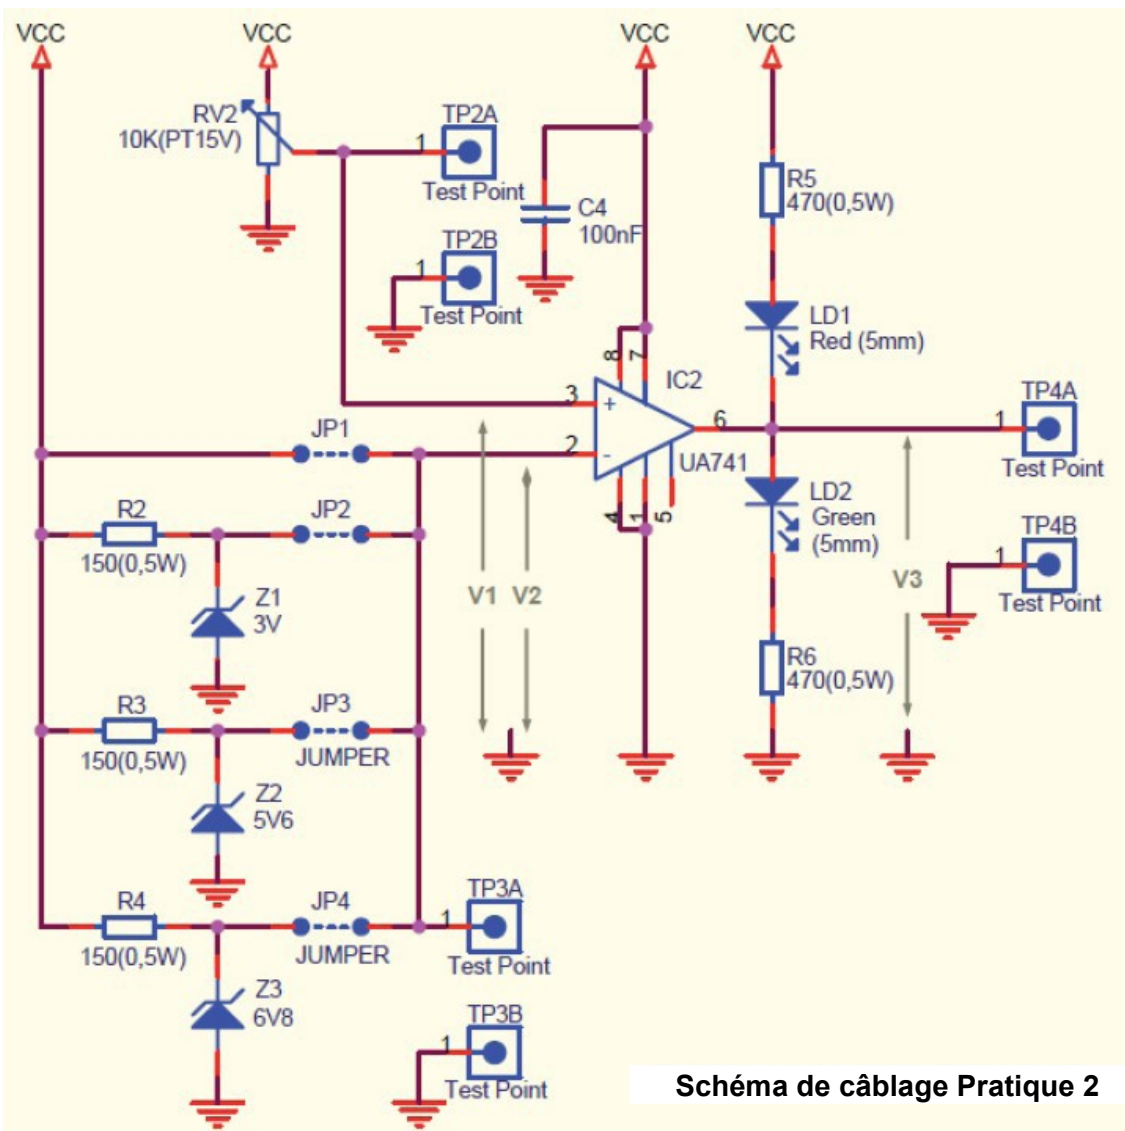 VCC
VCC
VCC
VCC
RV2
10K(PT15V)
1
TP2A
Test Point
1
TP2B
Test Point
C4
100nF
R5
470(0,5W)
LD1
Red (5mm)
8
7
IC2
3
+
2
-
6
UA741
4
1
5
1
TP4A
Test Point
LD2
Green
(5mm)
1
TP4B
Test Point
V1
V2
V3
R6
470(0,5W)
JP1
R2
150(0,5W)
JP2
Z1
3V
R3
150(0,5W)
JP3
JUMPER
Z2
5V6
R4
150(0,5W)
JP4
JUMPER
1
TP3A
Test Point
Z3
6V8
1
TP3B
Test Point
Schéma de câblage Pratique 2